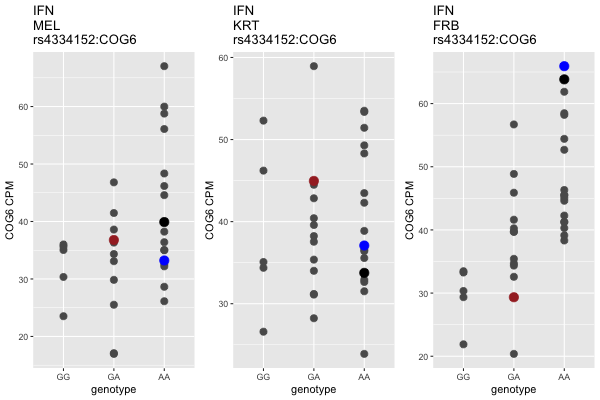 IFN
MEL
rs4334152:COG6
COG6 CPM
60
50
40
30
20
GG GA AA
genotype
IFN
KRT
rs4334152:COG6
COG6 CPM
60
50
40
30
GG GA AA
genotype
IFN
FRB
rs4334152:COG6
COG6 CPM
60
50
40
30
20
GG GA AA
genotype